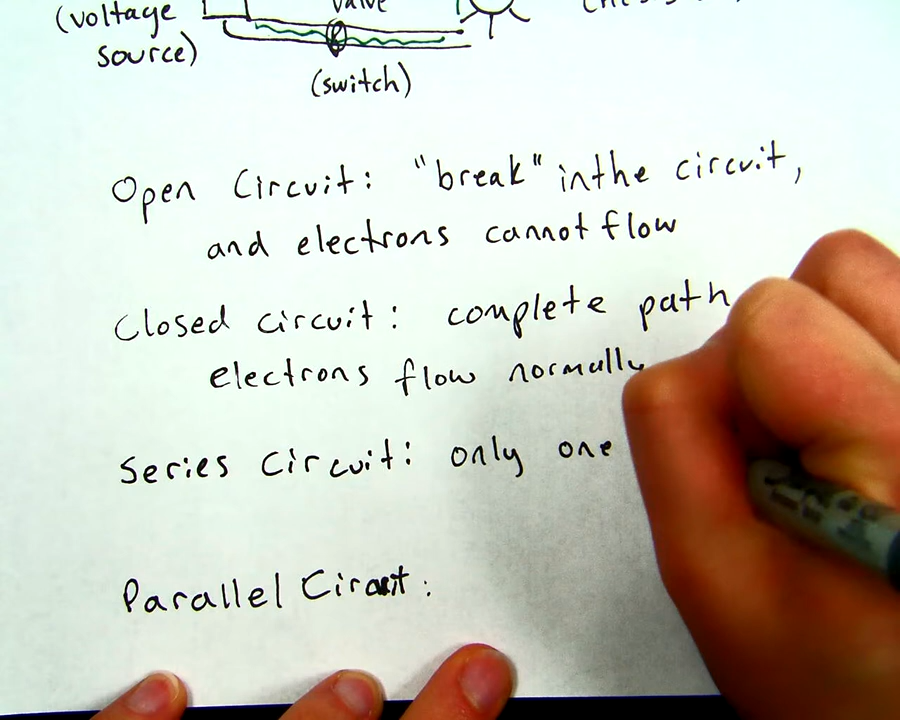 (voltage
source)
valve
(switch)
Open Circuit: "break" in the circuit,
and electrons cannot flow
Closed circuit: complete path
electrons flow normally
Series Circuit: only one
Parallel Circuit: